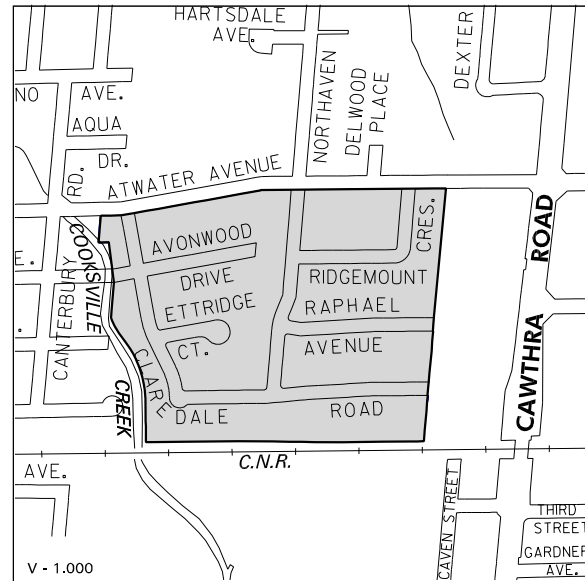 HARTSDALE
AVE.
NORTHAVEN
DELWOOD
PLACE
DEXTER
NO AVE.
AQUA
DR.
RD.
ATWATER AVENUE
CANTERBURY
COOKSVILLE
CREEK
E.
.
AVONWOOD
DRIVE
ETTRIDGE
CT.
CRES.
RIDGEMOUNT
RAPHAEL
AVENUE
CLARE
DALE ROAD
CAWTHRA ROAD
C.N.R.
AVE.
CAVEN STREET
THIRD
STREET
GARDNER
AVE.
V - 1.000